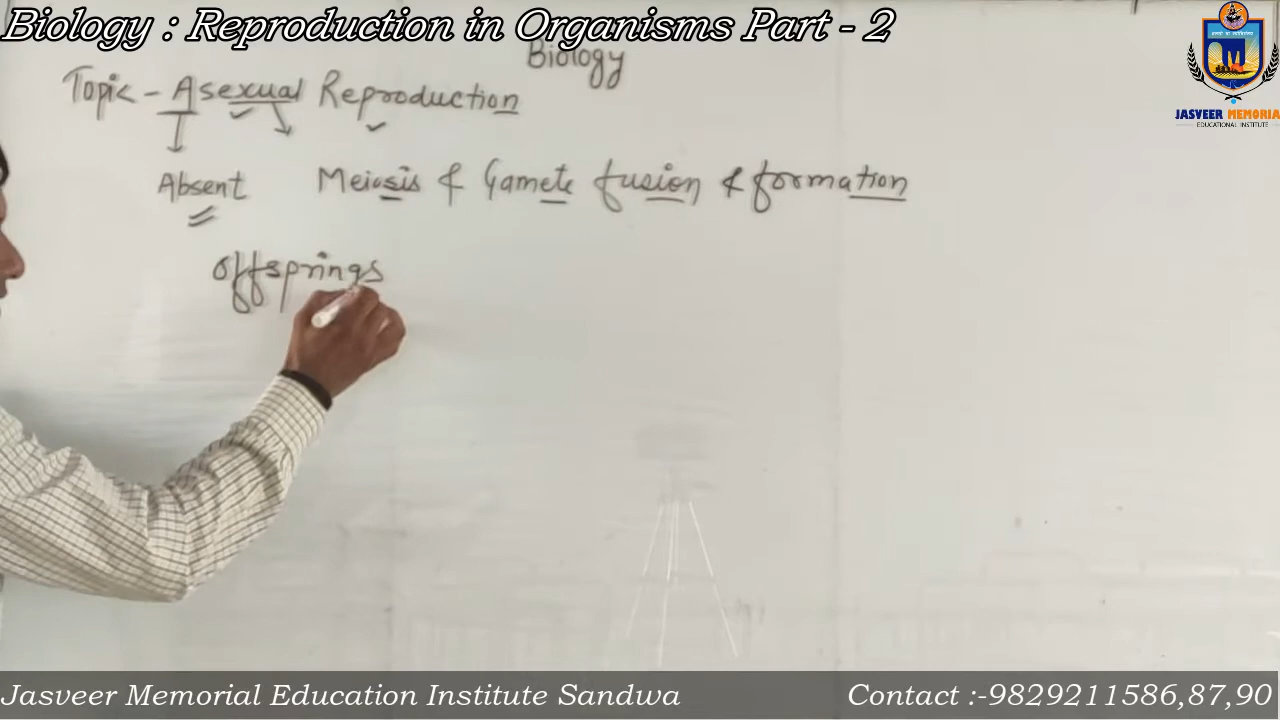 Biology : Reproduction in Organisms Part - 2
Biology
Topic - Asexual Reproduction
Absent Meiosis & Gamete fusion & formation
Offsprings
M
JASVEER MEMORIAL
EDUCATIONAL INSTITUTE
Jasveer Memorial Education Institute Sandwa
Contact :-9829211586,87,90